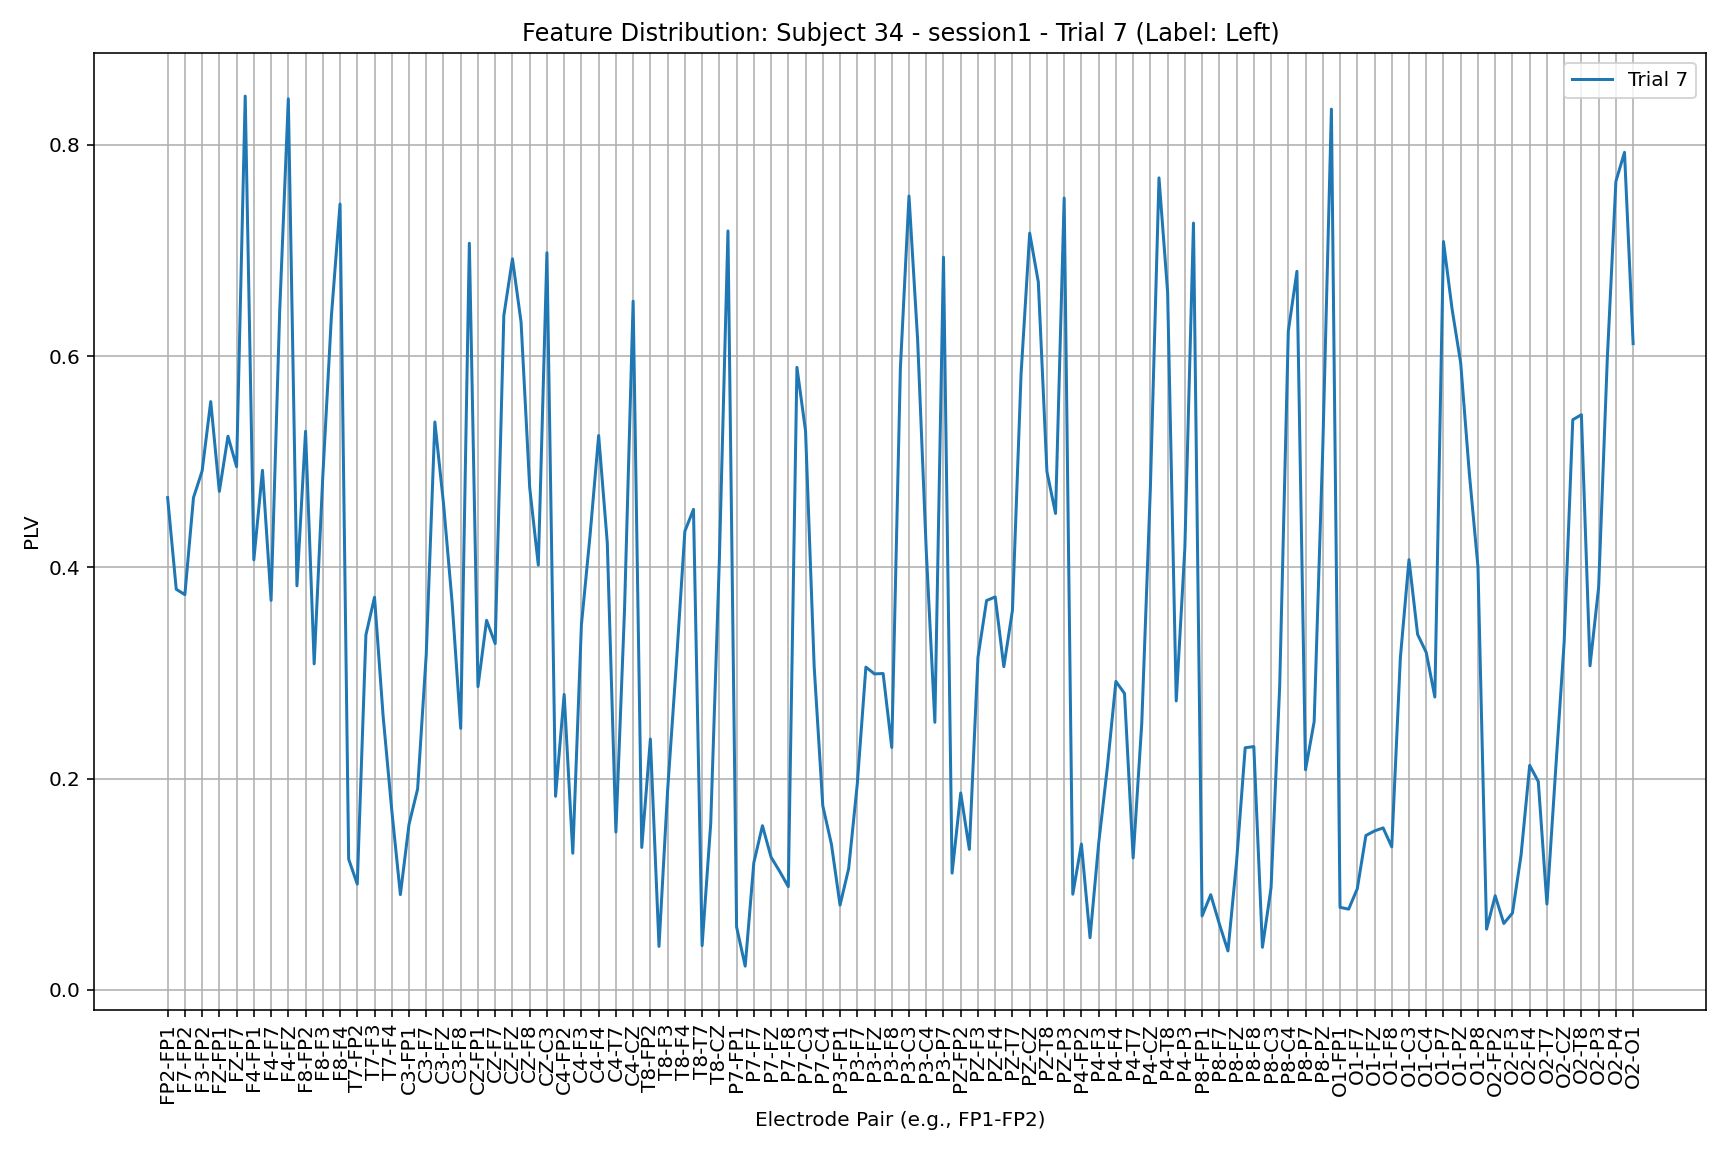 Feature Distribution: Subject 34 - session1 - Trial 7 (Label: Left)
Trial 7
PLV
0.8
0.6
0.4
0.2
0.0
FP2-FP1
F7-FP2
F3-FP2
FZ-FP1
FZ-F7
F4-FP1
F4-F7
F4-FZ
F8-FP2
F8-F3
F8-F4
T7-FP2
T7-F3
T7-F4
C3-FP1
C3-F7
C3-FZ
C3-F8
CZ-FP1
CZ-F7
CZ-FZ
CZ-F8
CZ-C3
C4-FP2
C4-F3
C4-F4
C4-T7
C4-CZ
T8-FP2
T8-F3
T8-F4
T8-T7
T8-CZ
P7-FP1
P7-F7
P7-FZ
P7-F8
P7-C3
P7-C4
P3-FP1
P3-F7
P3-FZ
P3-F8
P3-C3
P3-C4
P3-P7
PZ-FP2
PZ-F3
PZ-F4
PZ-T7
PZ-CZ
PZ-T8
PZ-P3
P4-FP2
P4-F3
P4-F4
P4-T7
P4-CZ
P4-T8
P4-P3
P8-FP1
P8-F7
P8-FZ
P8-F8
P8-C3
P8-C4
P8-P7
P8-PZ
O1-FP1
O1-F7
O1-FZ
O1-F8
O1-C3
O1-C4
O1-P7
O1-PZ
O1-P8
O2-FP2
O2-F3
O2-F4
O2-T7
O2-CZ
O2-T8
O2-P3
O2-P4
O2-O1
Electrode Pair (e.g., FP1-FP2)